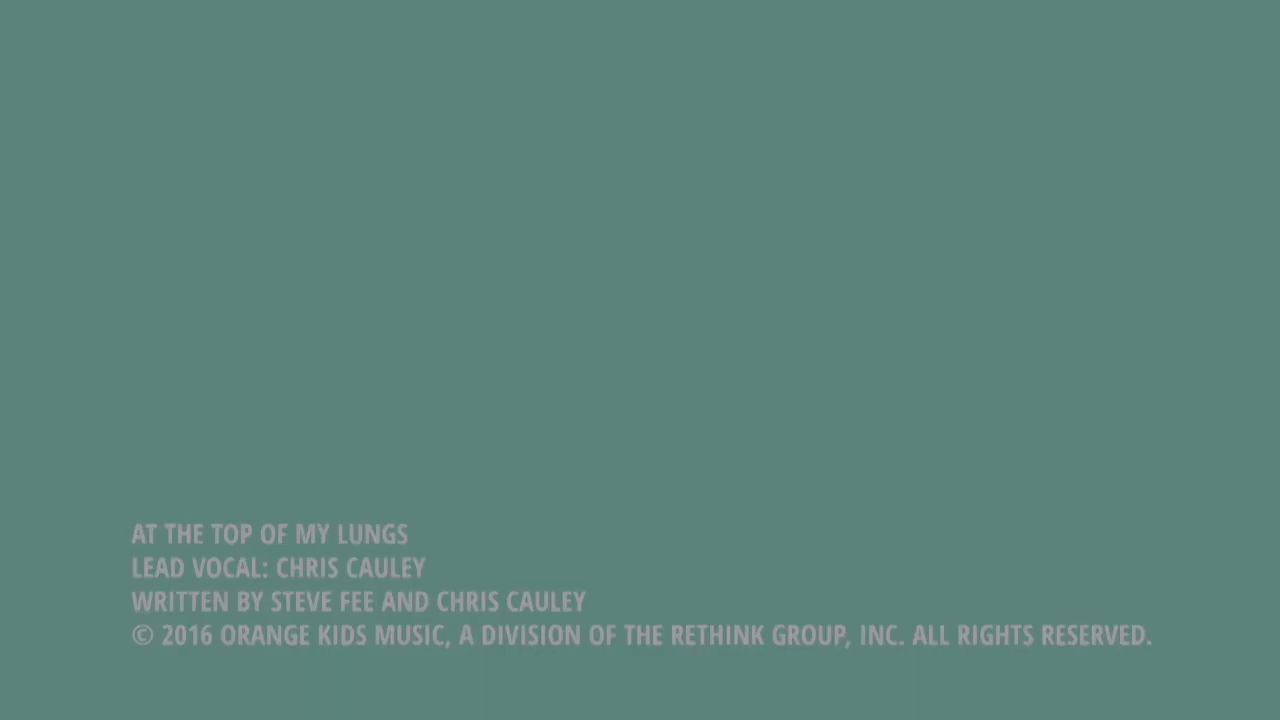 AT THE TOP OF MY LUNGS
LEAD VOCAL: CHRIS CAULEY
WRITTEN BY STEVE FEE AND CHRIS CAULEY
© 2016 ORANGE KIDS MUSIC, A DIVISION OF THE RETHINK GROUP, INC. ALL RIGHTS RESERVED.